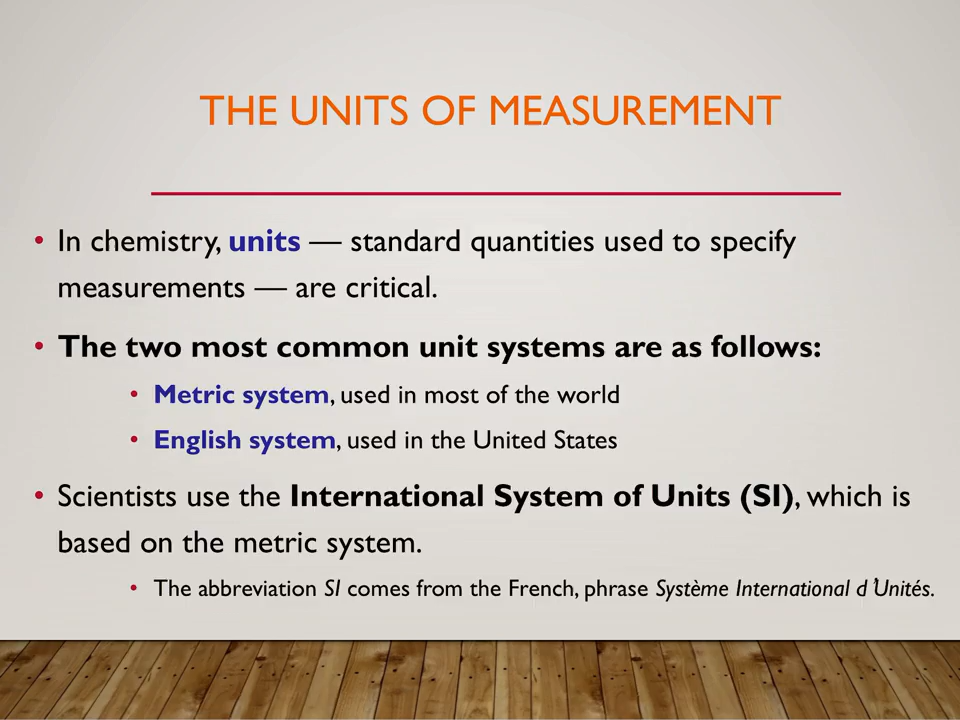 THE UNITS OF MEASUREMENT
• In chemistry, units — standard quantities used to specify
measurements — are critical.
• The two most common unit systems are as follows:
• Metric system, used in most of the world
• English system, used in the United States
• Scientists use the International System of Units (SI), which is
based on the metric system.
• The abbreviation SI comes from the French, phrase Système International d’Unités.